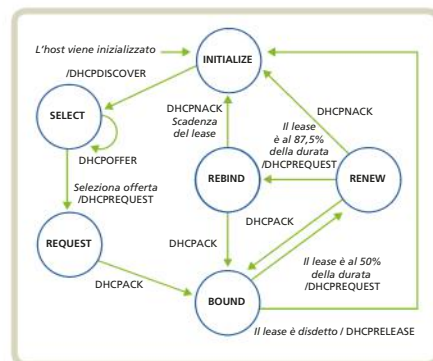 L'host viene inizializzato
INITIALIZE
/DHCPDISCOVER
SELECT
DHCPOFFER
DHCPNACK
Scadenza
del lease
DHCPNACK
Il lease
è al 87,5%
della durata
/DHCPREQUEST
Seleziona offerta
/DHCPREQUEST
REBIND
RENEW
REQUEST
DHCPACK
DHCPACK
DHCPACK
Il lease è al 50%
della durata
/DHCPREQUEST
BOUND
Il lease è disdetto / DHCPRELEASE